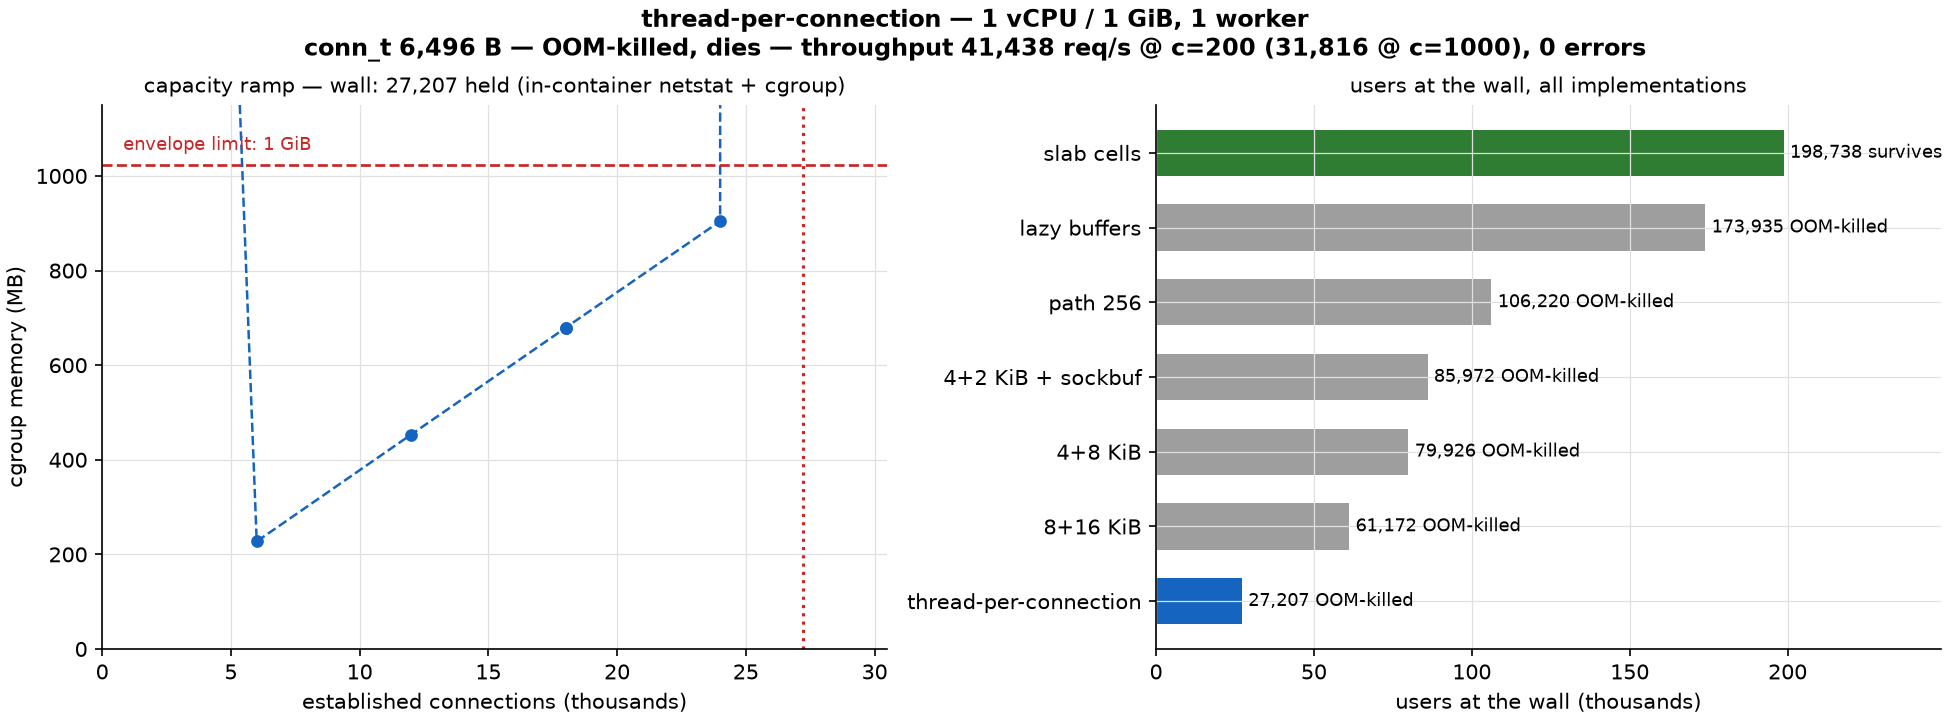 thread-per-connection — 1 vCPU / 1 GiB, 1 worker
conn_t 6,496 B — OOM-killed, dies — throughput 41,438 req/s @ c=200 (31,816 @ c=1000), 0 errors
capacity ramp — wall: 27,207 held (in-container netstat + cgroup)
envelope limit: 1 GiB
cgroup memory (MB)
1000
800
600
400
200
0
0 5 10 15 20 25 30
established connections (thousands)
users at the wall, all implementations
slab cells 198,738 survives
lazy buffers 173,935 OOM-killed
path 256 106,220 OOM-killed
4+2 KiB + sockbuf 85,972 OOM-killed
4+8 KiB 79,926 OOM-killed
8+16 KiB 61,172 OOM-killed
thread-per-connection 27,207 OOM-killed
0 50 100 150 200
users at the wall (thousands)